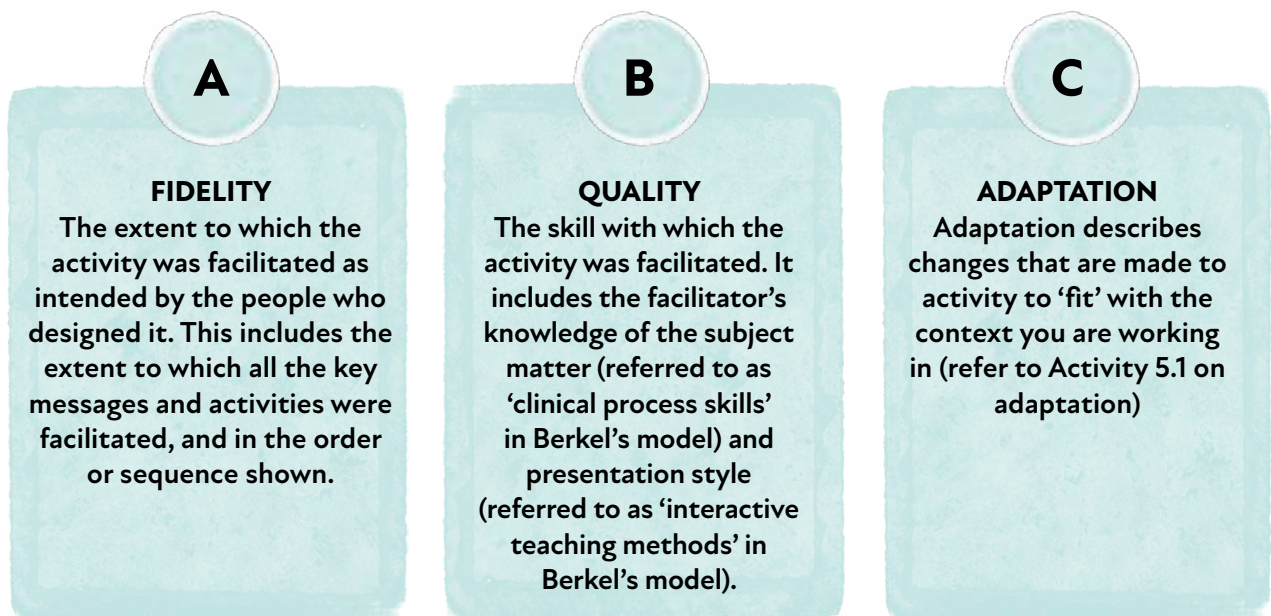 A
FIDELITY
The extent to which the
activity was facilitated as
intended by the people who
designed it. This includes the
extent to which all the key
messages and activities were
facilitated, and in the order
or sequence shown.
B
QUALITY
The skill with which the
activity was facilitated. It
includes the facilitator’s
knowledge of the subject
matter (referred to as
‘clinical process skills’
in Berkel’s model) and
presentation style
(referred to as ‘interactive
teaching methods’ in
Berkel’s model).
C
ADAPTATION
Adaptation describes
changes that are made to
activity to ‘fit’ with the
context you are working
in (refer to Activity 5.1 on
adaptation)